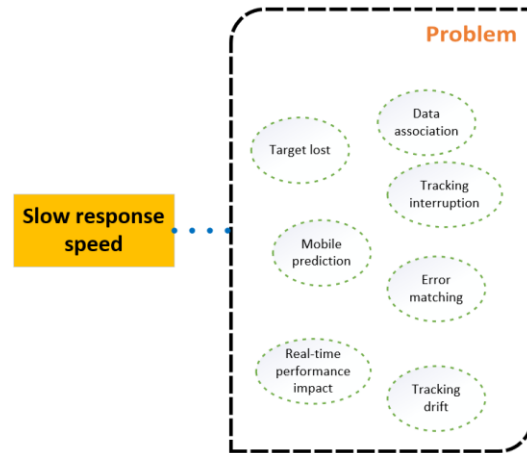 Problem
Data
association
Target lost
Tracking
interruption
Slow response
speed
Mobile
prediction
Error
matching
Real-time
performance
impact
Tracking
drift